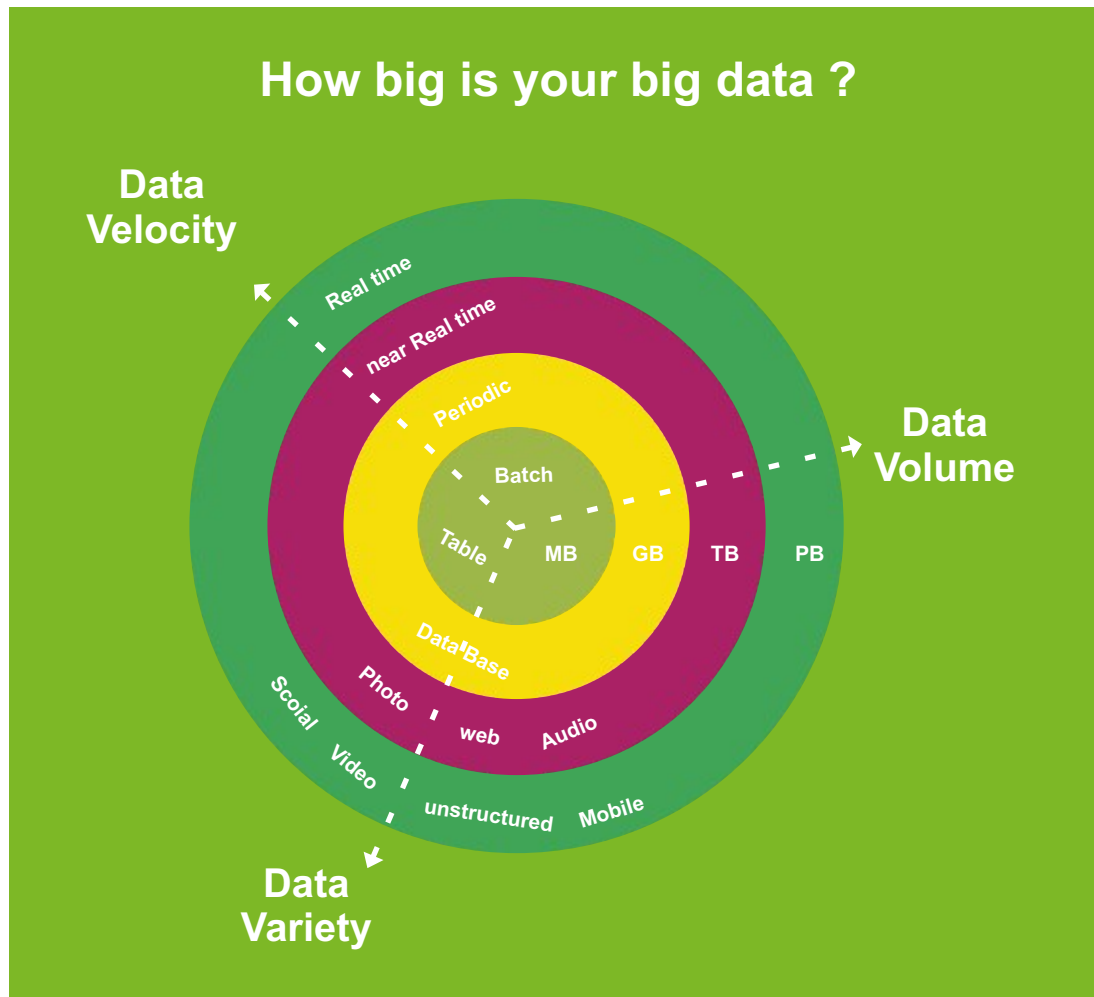 How big is your big data ?
Data
Velocity
Real time
near Real time
Periodic
Batch
Data
Volume
MB
GB
TB
PB
Table
Data Base
Photo
web
Audio
Scoial
Video
unstructured
Mobile
Data
Variety